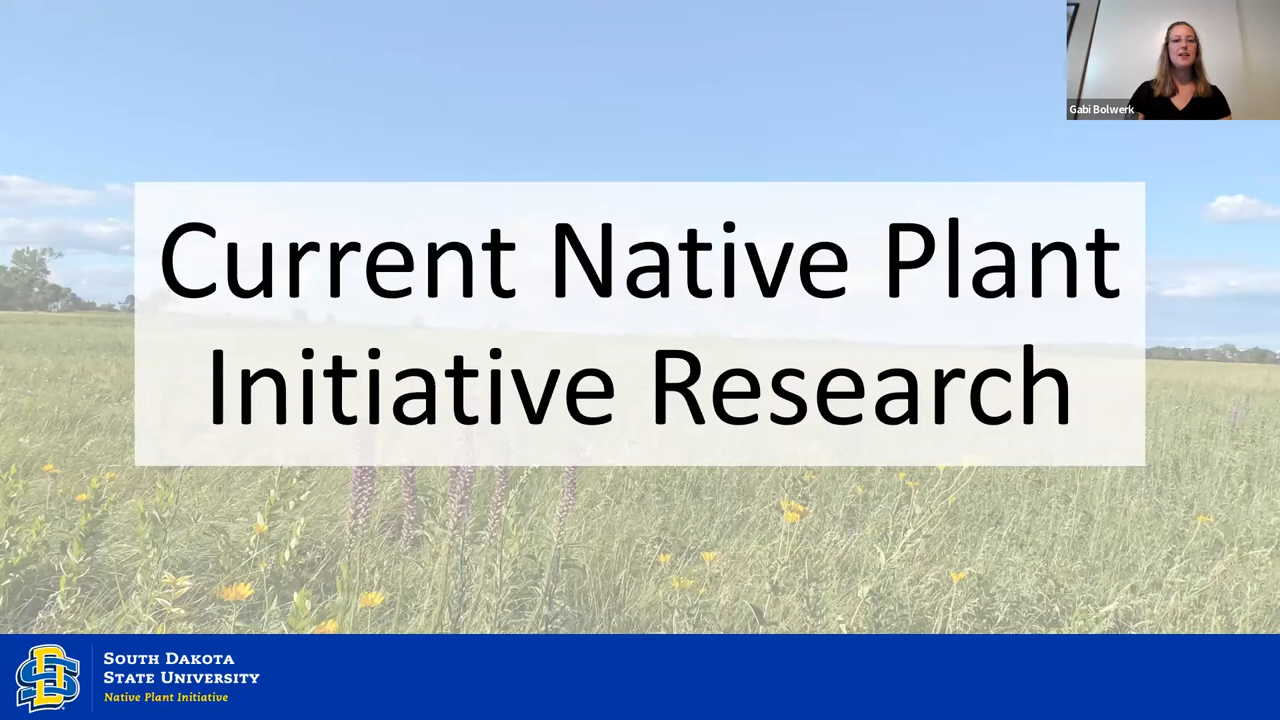 Gabi Bolwerk
Current Native Plant
Initiative Research
South Dakota
State University
Native Plant Initiative